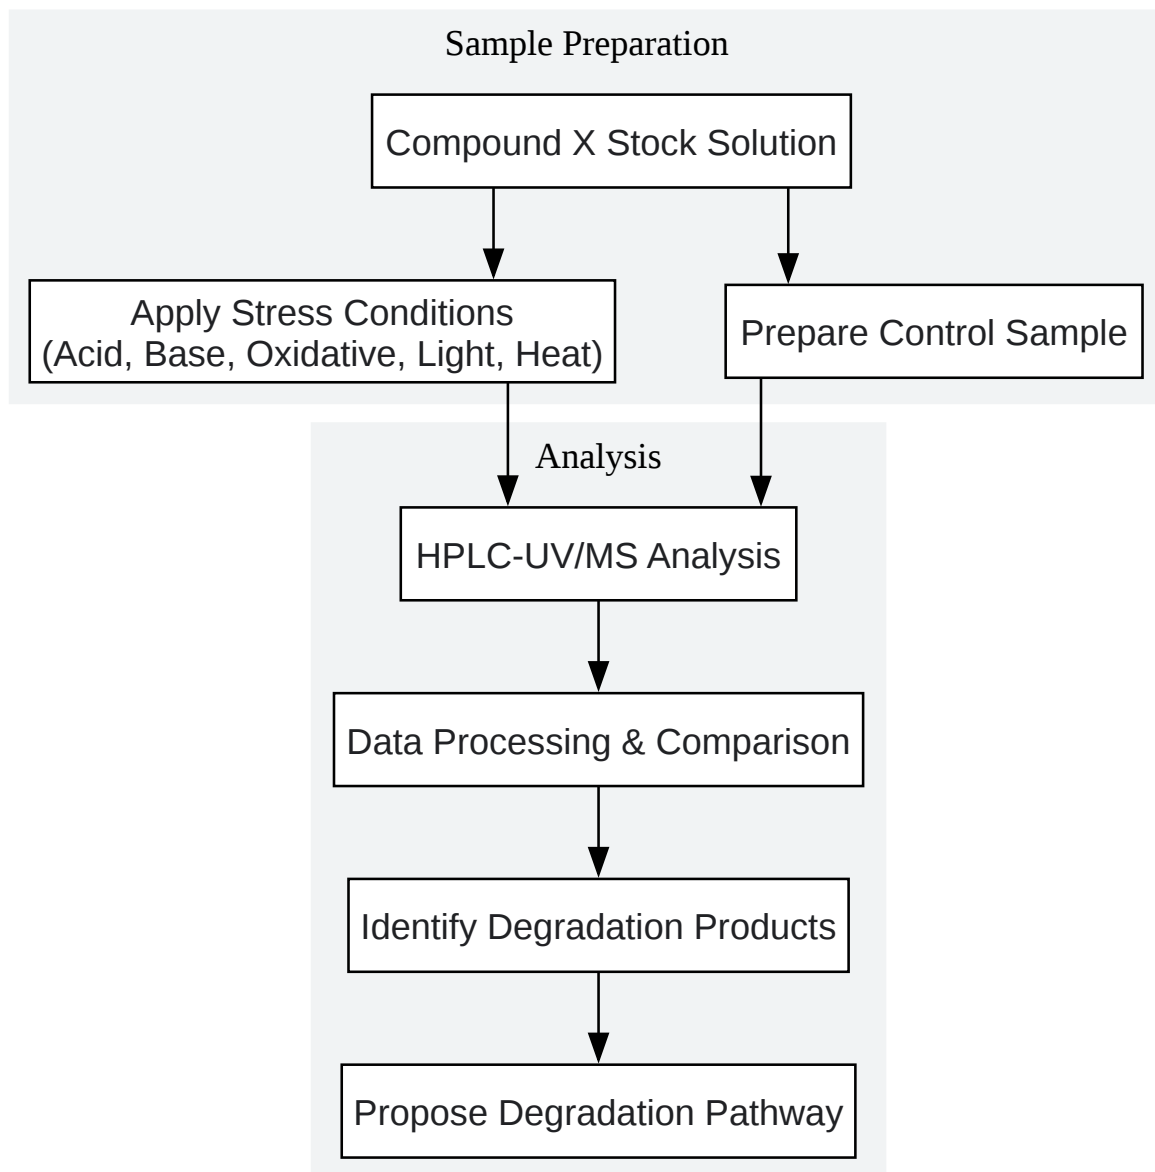 Sample Preparation
Compound X Stock Solution
Apply Stress Conditions
(Acid, Base, Oxidative, Light, Heat)
Prepare Control Sample
Analysis
HPLC-UV/MS Analysis
Data Processing & Comparison
Identify Degradation Products
Propose Degradation Pathway